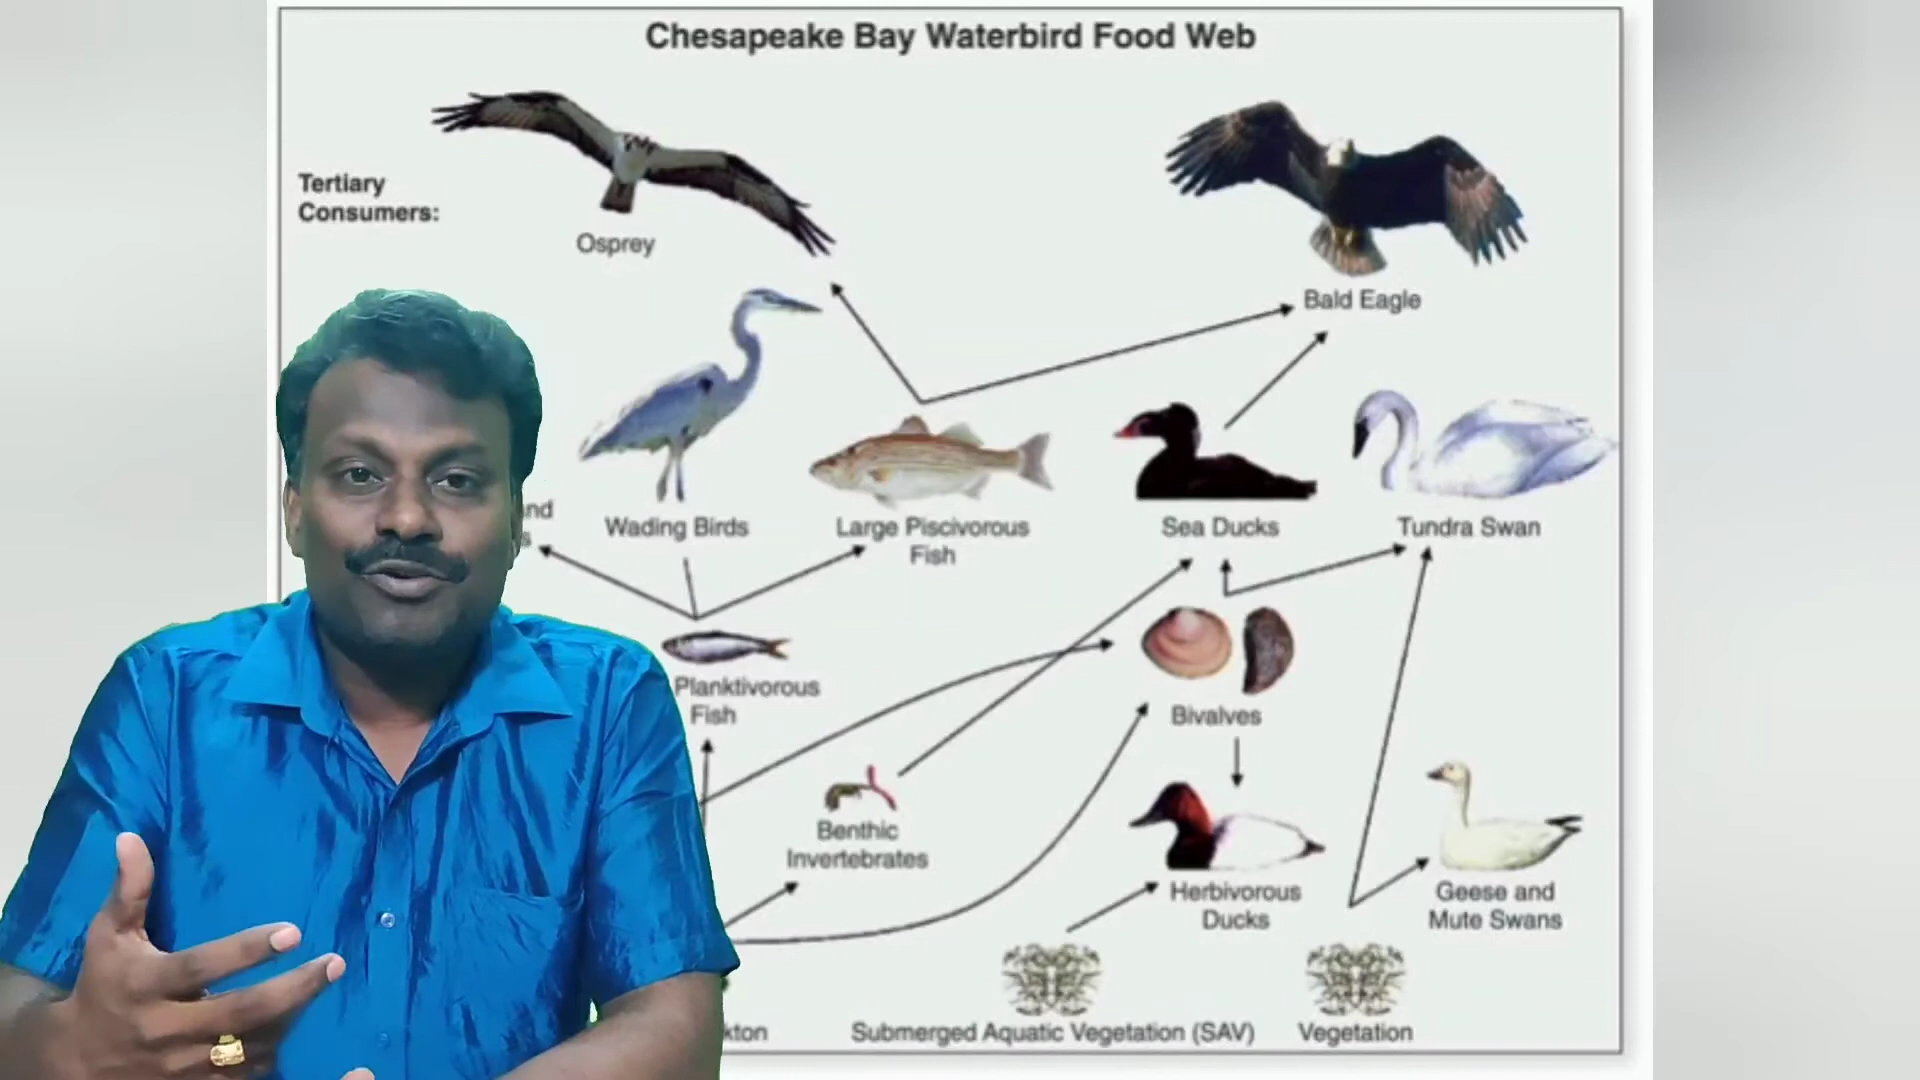 Chesapeake Bay Waterbird Food Web
Tertiary
Consumers:
Osprey
Bald Eagle
Wading Birds
Large Piscivorous
Fish
Sea Ducks
Tundra Swan
Planktivorous
Fish
Bivalves
Benthic
Invertebrates
Herbivorous
Ducks
Geese and
Mute Swans
Submerged Aquatic Vegetation (SAV)
Vegetation